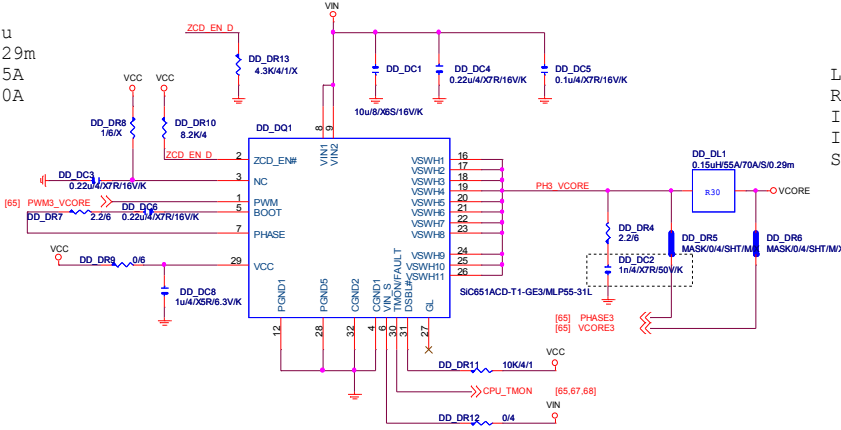 VIN
ZCD_EN_D
u
29m
5A
0A
DD_DR13
4.3K/4/1/X
DD_DC1
10u/8/X6S/16V/K
DD_DC4
0.22u/4/X7R/16V/K
DD_DC5
0.1u/4/X7R/16V/K
L
R
I
I
S
VCC
VCC
DD_DR8
1/6/X
DD_DR10
8.2K/4
DD_DQ1
8
9
VIN1
VIN2
ZCD_EN_D
2
ZCD_EN#
DD_DC3
0.22u/4/X7R/16V/K
3
NC
[65] PWM3_VCORE
1
PWM
DD_DR7
2.2/6
DD_DC6
0.22u/4/X7R/16V/K
5
BOOT
7
PHASE
VCC
DD_DR9
0/6
29
VCC
DD_DC8
1u/4/X5R/6.3V/K
VSWH1
16
VSWH2
17
VSWH3
18
VSWH4
19
VSWH5
20
VSWH6
21
VSWH7
22
VSWH8
23
VSWH9
24
VSWH10
25
VSWH11
26
SiC651ACD-T1-GE3/MLP55-31L
PH3_VCORE
DD_DL1
0.15uH/55A/70A/S/0.29m
R30
VCORE
DD_DR4
2.2/6
DD_DC2
1n/4/X7R/50V/K
DD_DR5
MASK/0/4/SHT/M/
DD_DR6
MASK/0/4/SHT/M/X
[65] PHASE3
[65] VCORE3
PGND1
PGND5
CGND2
CGND1
VIN_S
TMON/FAULT
DSBL#
GL
12
28
32
4
6
30
31
27
DD_DR11
10K/4/1
VCC
CPU_TMON
[65,67,68]
DD_DR12
0/4
VIN